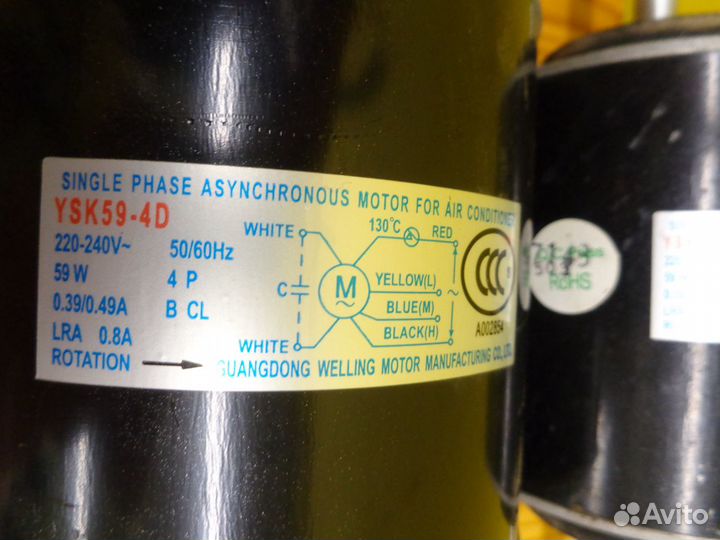 SINGLE PHASE ASYNCHRONOUS MOTOR FOR AIR CONDITIONER
YSK59-4D
220-240V~ 50/60Hz
59 W 4 P
0.39/0.49A B CL
LRA 0.8A
ROTATION →
WHITE
130℃
RED
C
M
YELLOW(L)
~
BLUE(M)
BLACK(H)
WHITE
CCC
S
A002854
GUANGDONG WELLING MOTOR MANUFACTURING CO.,LTD.
RoHS
Avito